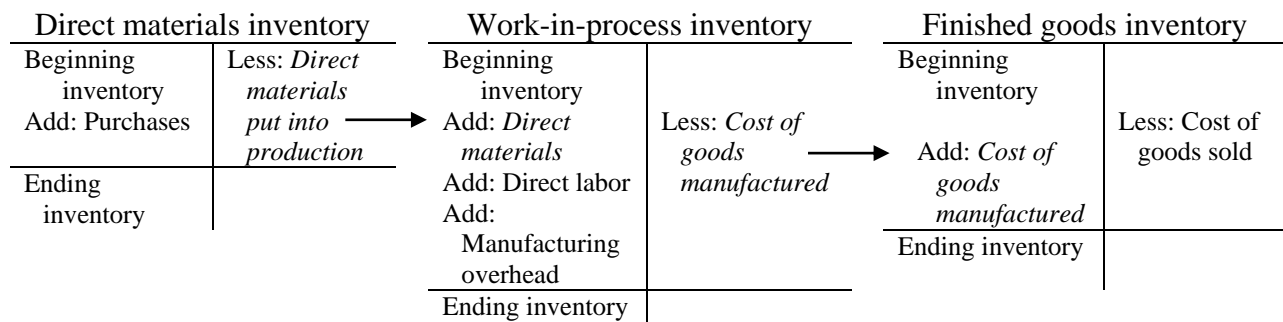 Direct materials inventory
Beginning
inventory
Add: Purchases
Less: Direct
materials
put into
production
Ending
inventory
Work-in-process inventory
Beginning
inventory
Add: Direct
materials
Add: Direct labor
Add:
Manufacturing
overhead
Less: Cost of
goods
manufactured
Ending inventory
Finished goods inventory
Beginning
inventory
Add: Cost of
goods
manufactured
Less: Cost of
goods sold
Ending inventory